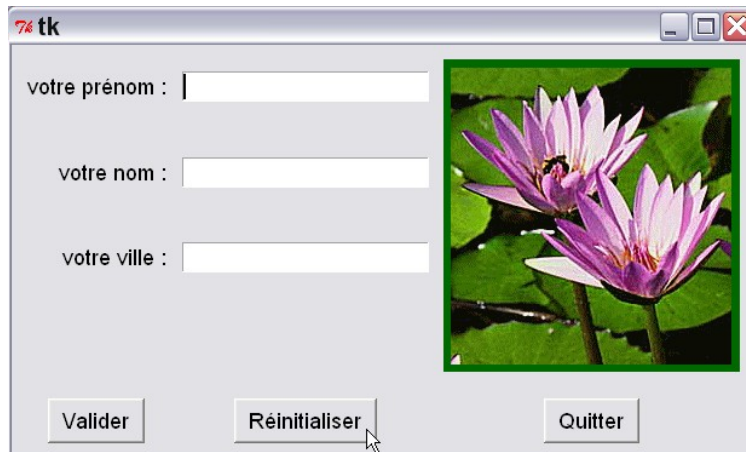 tk
votre prénom :
votre nom :
votre ville :
Valider
Réinitialiser
Quitter